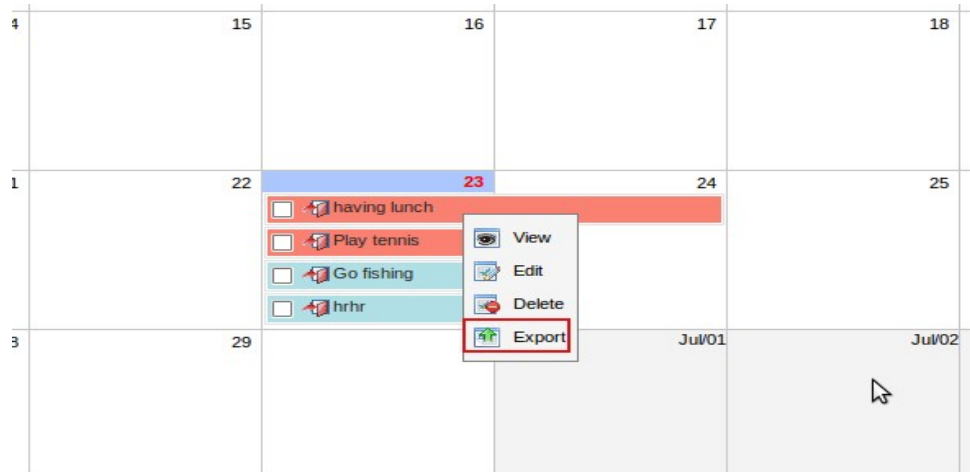 4 15 16 17 18
1 22 23 24 25
having lunch
Play tennis
Go fishing
hrhr
View
Edit
Delete
Export
8 29 Jul/01 Jul/02